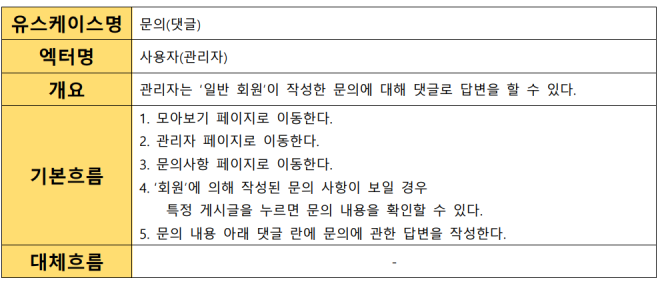 유스케이스명 문의(댓글)
엑터명 사용자(관리자)
개요 관리자는 '일반 회원'이 작성한 문의에 대해 댓글로 답변을 할 수 있다.
기본흐름
1. 모아보기 페이지로 이동한다.
2. 관리자 페이지로 이동한다.
3. 문의사항 페이지로 이동한다.
4. '회원'에 의해 작성된 문의 사항이 보일 경우
특정 게시글을 누르면 문의 내용을 확인할 수 있다.
5. 문의 내용 아래 댓글 란에 문의에 관한 답변을 작성한다.
대체흐름 -